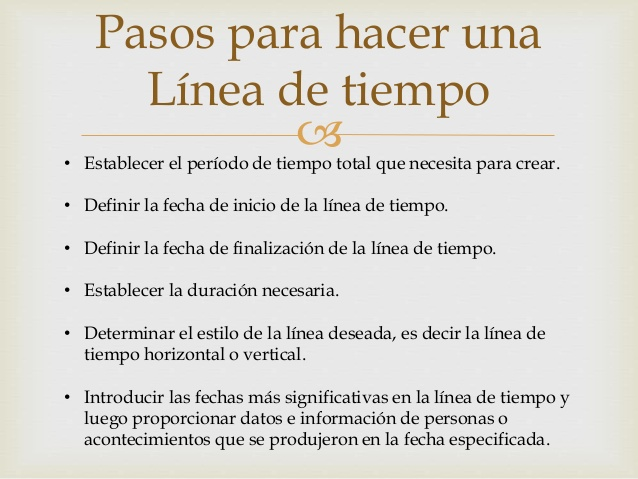 Pasos para hacer una
Línea de tiempo
• Establecer el período de tiempo total que necesita para crear.
• Definir la fecha de inicio de la línea de tiempo.
• Definir la fecha de finalización de la línea de tiempo.
• Establecer la duración necesaria.
• Determinar el estilo de la línea deseada, es decir la línea de
tiempo horizontal o vertical.
• Introducir las fechas más significativas en la línea de tiempo y
luego proporcionar datos e información de personas o
acontecimientos que se produjeron en la fecha especificada.